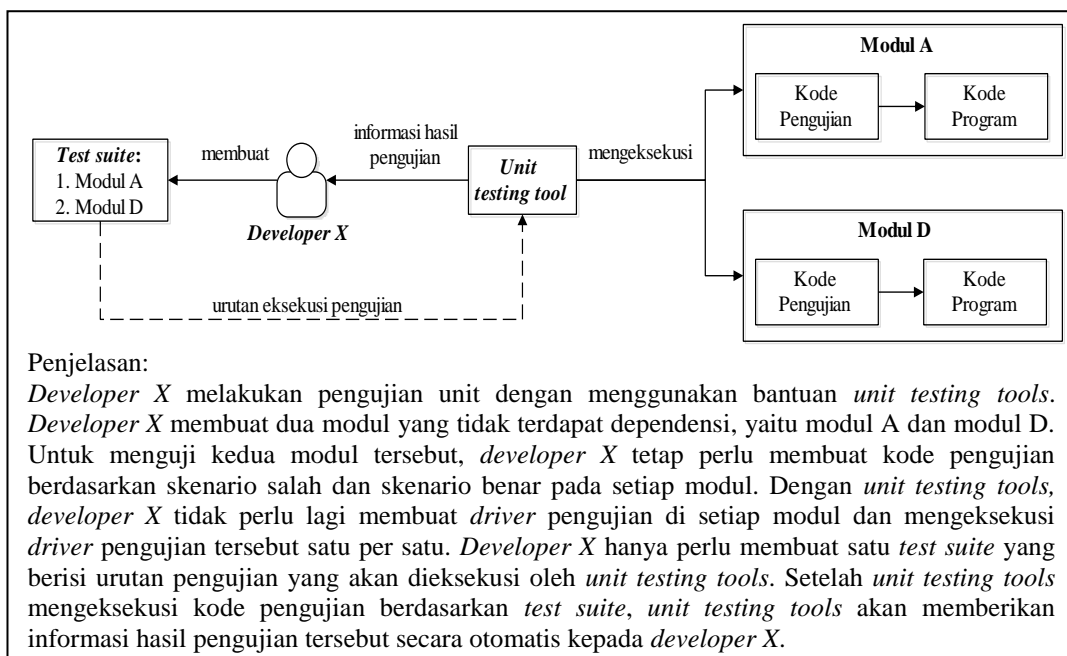 Modul A
Kode
Pengujian
Kode
Program
informasi hasil
pengujian
membuat
mengeksekusi
Test suite:
1. Modul A
2. Modul D
Unit
testing tool
Developer X
Modul D
Kode
Pengujian
Kode
Program
urutan eksekusi pengujian
Penjelasan:
Developer X melakukan pengujian unit dengan menggunakan bantuan unit testing tools.
Developer X membuat dua modul yang tidak terdapat dependensi, yaitu modul A dan modul D.
Untuk menguji kedua modul tersebut, developer X tetap perlu membuat kode pengujian
berdasarkan skenario salah dan skenario benar pada setiap modul. Dengan unit testing tools,
developer X tidak perlu lagi membuat driver pengujian di setiap modul dan mengeksekusi
driver pengujian tersebut satu per satu. Developer X hanya perlu membuat satu test suite yang
berisi urutan pengujian yang akan dieksekusi oleh unit testing tools. Setelah unit testing tools
mengeksekusi kode pengujian berdasarkan test suite, unit testing tools akan memberikan
informasi hasil pengujian tersebut secara otomatis kepada developer X.